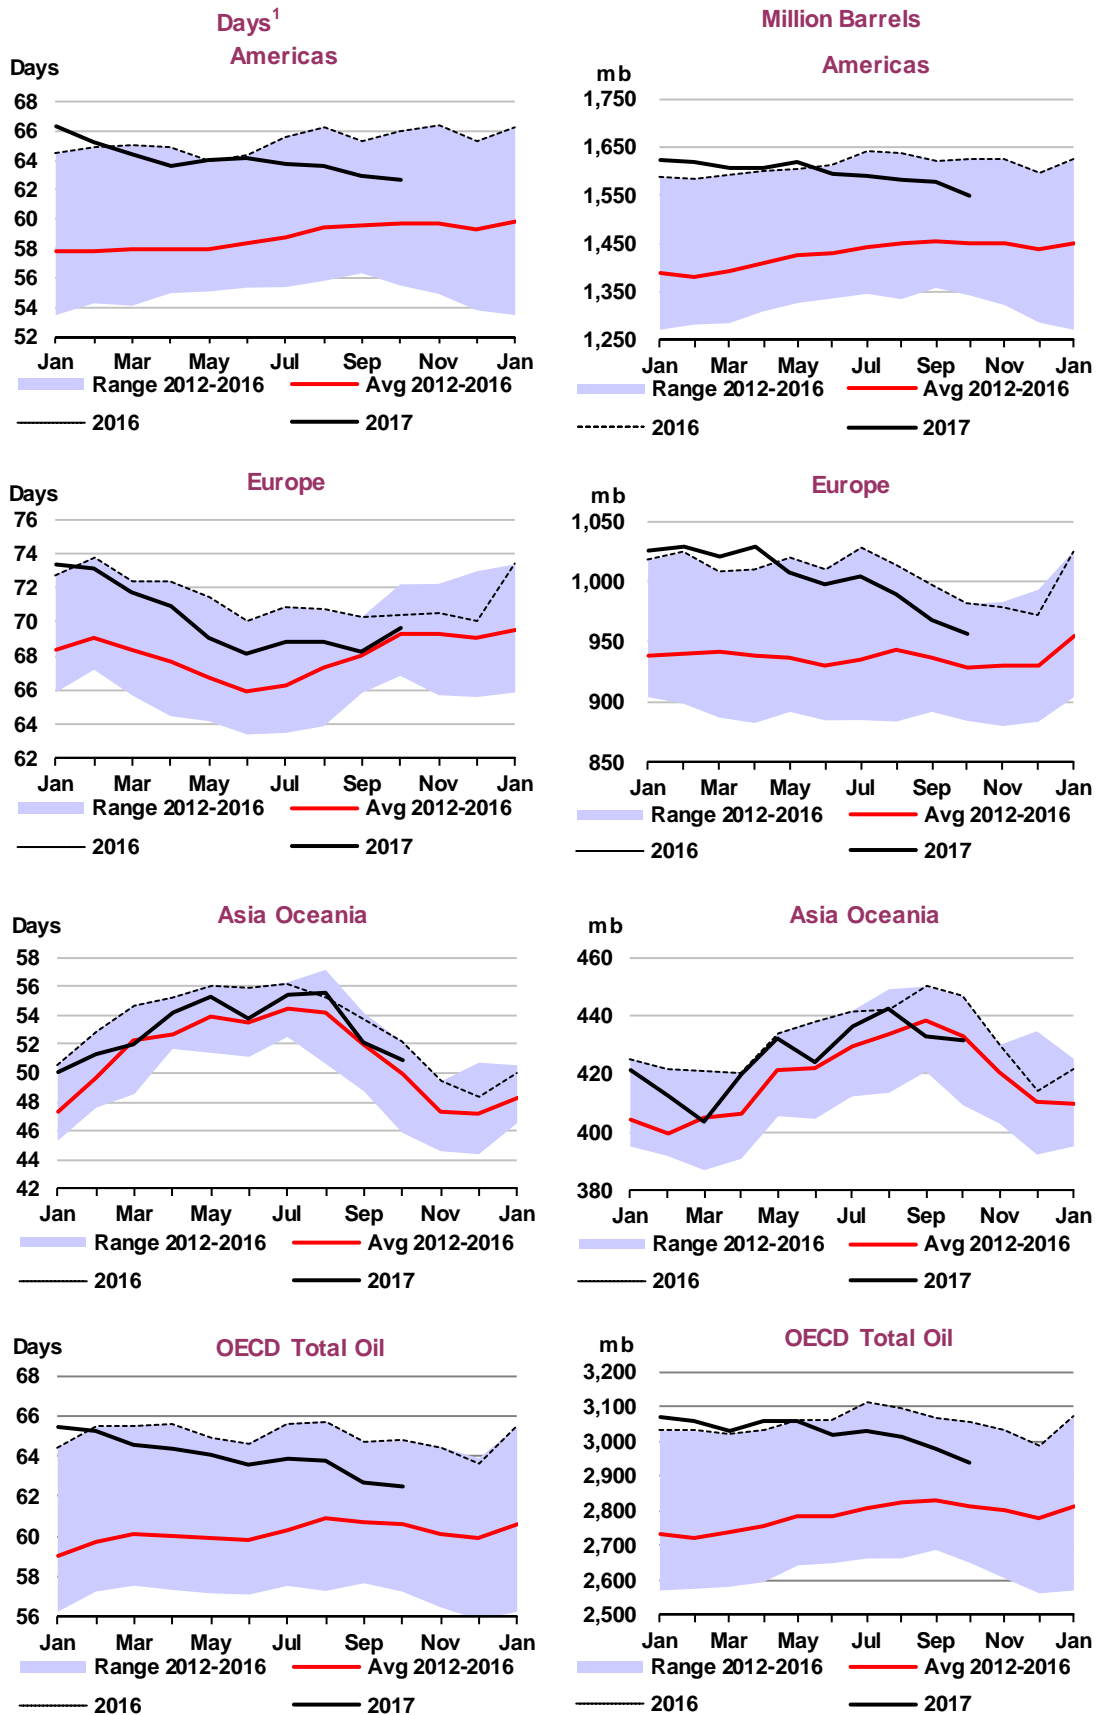 Days1
Million Barrels
Americas
Days
68
66
64
62
60
58
56
54
52
Jan Mar May Jul Sep Nov Jan
Range 2012-2016 Avg 2012-2016
2016 2017
Americas
mb
1,750
1,650
1,550
1,450
1,350
1,250
Jan Mar May Jul Sep Nov Jan
Range 2012-2016 Avg 2012-2016
2016 2017
Europe
Days
76
74
72
70
68
66
64
62
Jan Mar May Jul Sep Nov Jan
Range 2012-2016 Avg 2012-2016
2016 2017
Europe
mb
1,050
1,000
950
900
850
Jan Mar May Jul Sep Nov Jan
Range 2012-2016 Avg 2012-2016
2016 2017
Asia Oceania
Days
58
56
54
52
50
48
46
44
42
Jan Mar May Jul Sep Nov Jan
Range 2012-2016 Avg 2012-2016
2016 2017
Asia Oceania
mb
460
440
420
400
380
Jan Mar May Jul Sep Nov Jan
Range 2012-2016 Avg 2012-2016
2016 2017
OECD Total Oil
Days
68
66
64
62
60
58
56
Jan Mar May Jul Sep Nov Jan
Range 2012-2016 Avg 2012-2016
2016 2017
OECD Total Oil
mb
3,200
3,100
3,000
2,900
2,800
2,700
2,600
2,500
Jan Mar May Jul Sep Nov Jan
Range 2012-2016 Avg 2012-2016
2016 2017